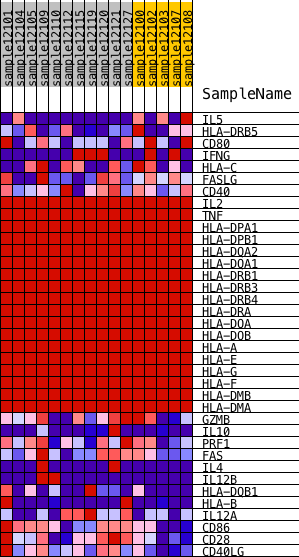 sample12101
sample12104
sample12105
sample12109
sample12110
sample12112
sample12115
sample12119
sample12120
sample12121
sample12122
sample12100
sample12102
sample12103
sample12107
sample12108
SampleName
IL5
HLA-DRB5
CD80
IFNG
HLA-C
FASLG
CD40
IL2
TNF
HLA-DPA1
HLA-DPB1
HLA-DQA2
HLA-DQA1
HLA-DRB1
HLA-DRB3
HLA-DRB4
HLA-DRA
HLA-DOA
HLA-DOB
HLA-A
HLA-E
HLA-G
HLA-F
HLA-DMB
HLA-DMA
GZMB
IL10
PRF1
FAS
IL4
IL12B
HLA-DQB1
HLA-B
IL12A
CD86
CD28
CD40LG